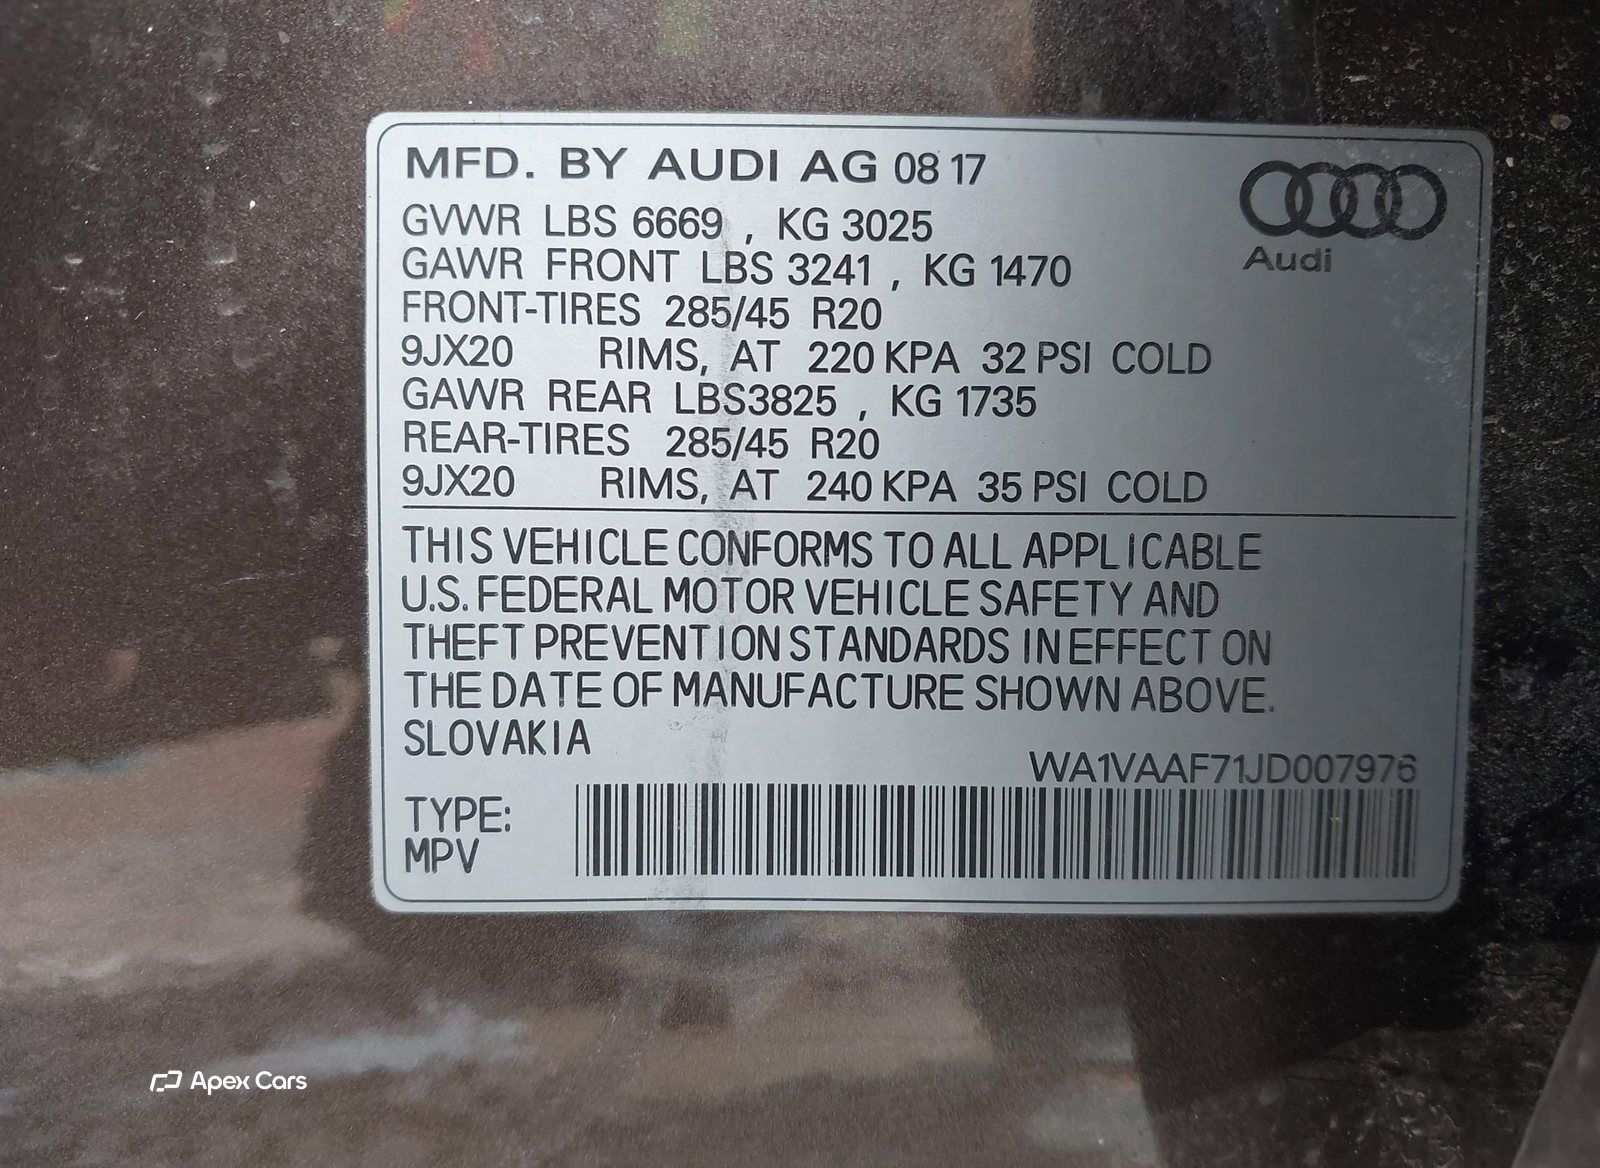 MFD. BY AUDI AG 08 17
Audi
GVWR LBS 6669 , KG 3025
GAWR FRONT LBS 3241 , KG 1470
FRONT-TIRES 285/45 R20
9JX20 RIMS, AT 220 KPA 32 PSI COLD
GAWR REAR LBS3825 , KG 1735
REAR-TIRES 285/45 R20
9JX20 RIMS, AT 240 KPA 35 PSI COLD
THIS VEHICLE CONFORMS TO ALL APPLICABLE
U.S. FEDERAL MOTOR VEHICLE SAFETY AND
THEFT PREVENTION STANDARDS IN EFFECT ON
THE DATE OF MANUFACTURE SHOWN ABOVE.
SLOVAKIA
WA1VAAF71JD007976
TYPE:
MPV
Apex Cars